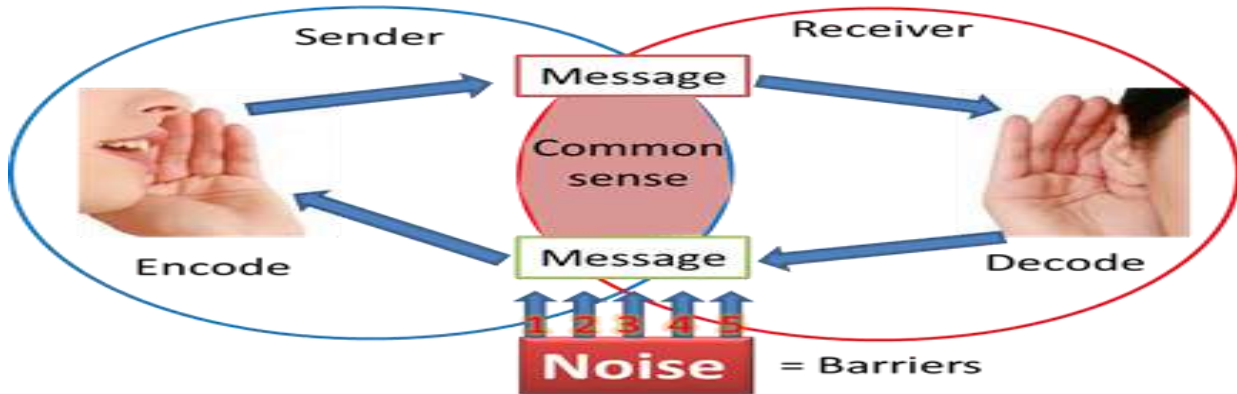 Sender
Receiver
Message
Common
sense
Encode
Message
Decode
1 2 3 4 5
Noise = Barriers